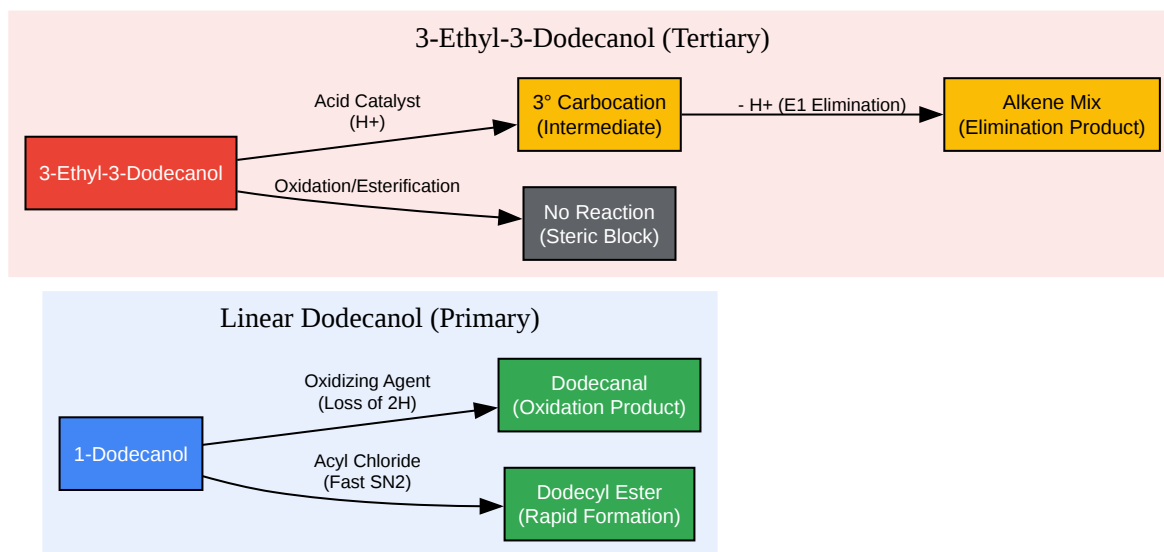 3-Ethyl-3-Dodecanol (Tertiary)
3-Ethyl-3-Dodecanol
Acid Catalyst
(H+)
3° Carbocation
(Intermediate)
- H+ (E1 Elimination)
Alkene Mix
(Elimination Product)
Oxidation/Esterification
No Reaction
(Steric Block)
Linear Dodecanol (Primary)
1-Dodecanol
Oxidizing Agent
(Loss of 2H)
Dodecanal
(Oxidation Product)
Acyl Chloride
(Fast SN2)
Dodecyl Ester
(Rapid Formation)